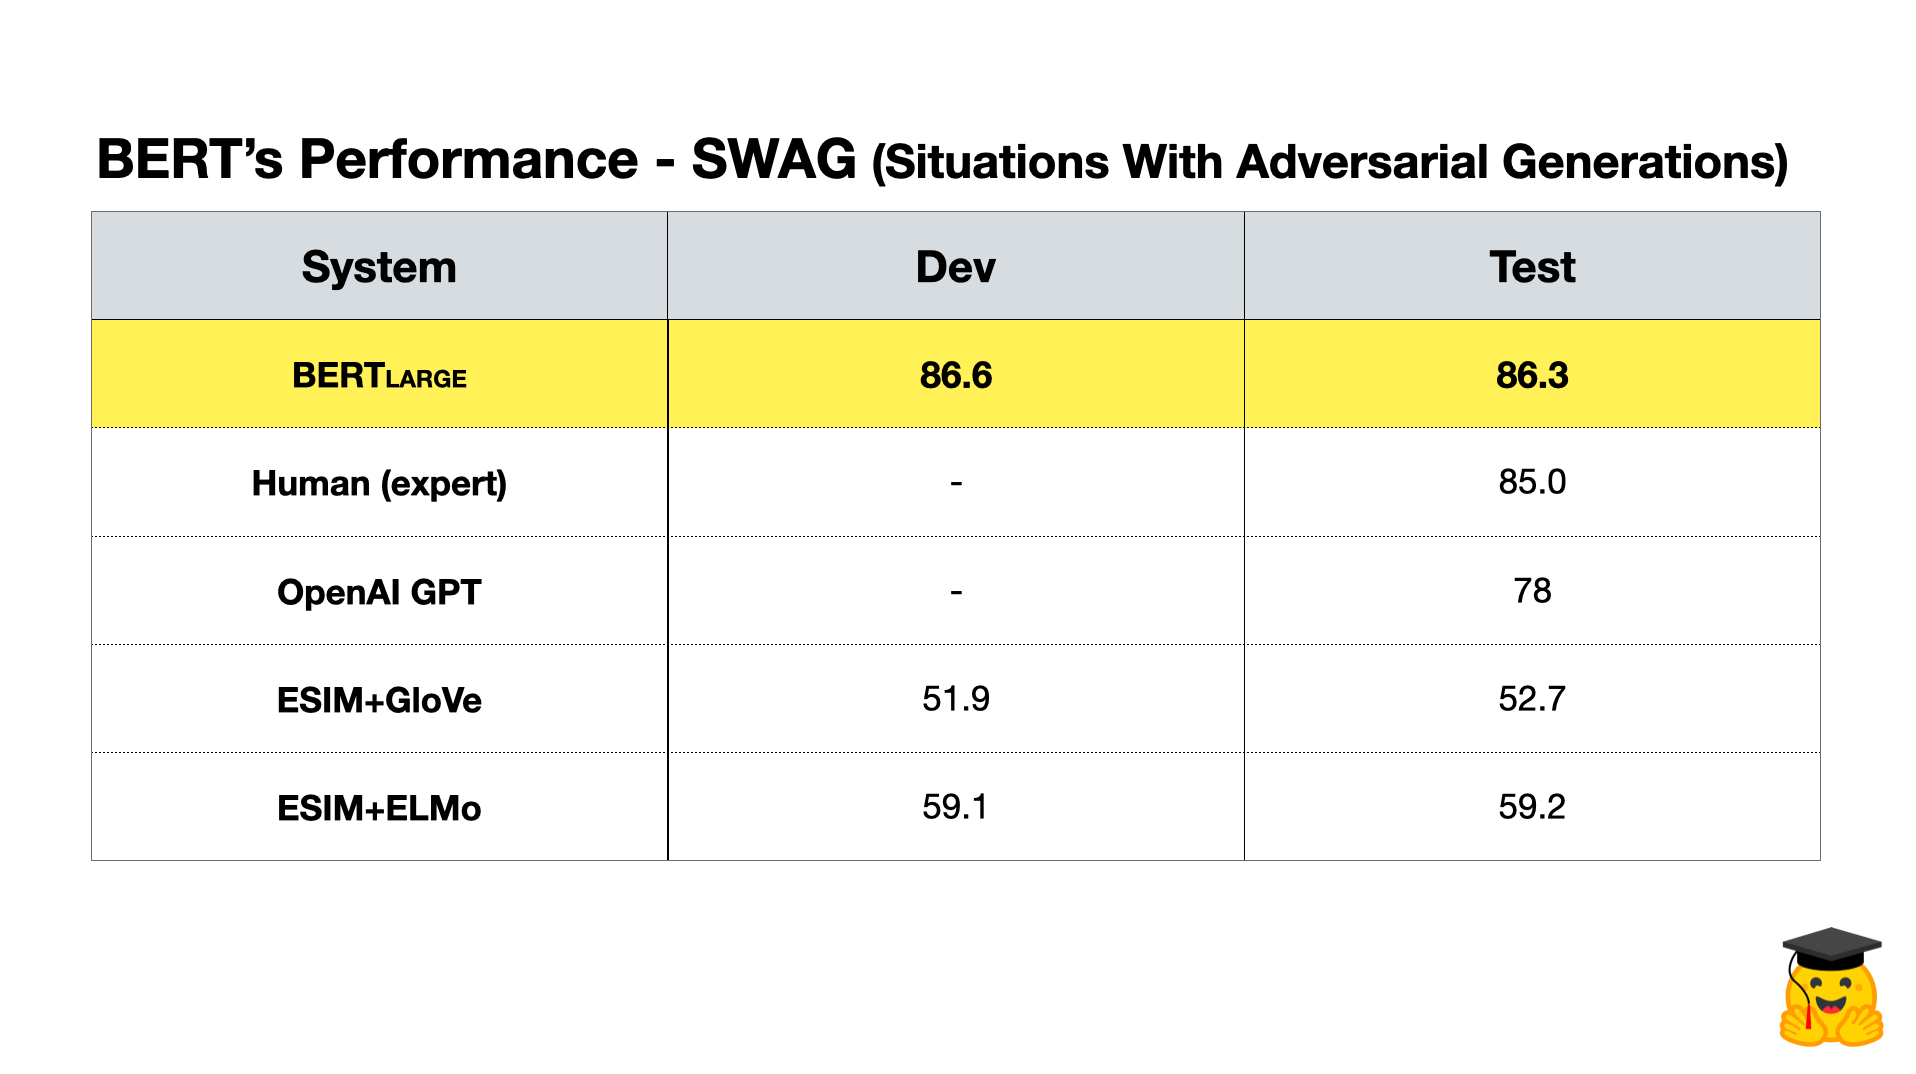 BERT’s Performance - SWAG (Situations With Adversarial Generations)
System Dev Test
BERTLARGE 86.6 86.3
Human (expert) - 85.0
OpenAI GPT - 78
ESIM+GloVe 51.9 52.7
ESIM+ELMo 59.1 59.2